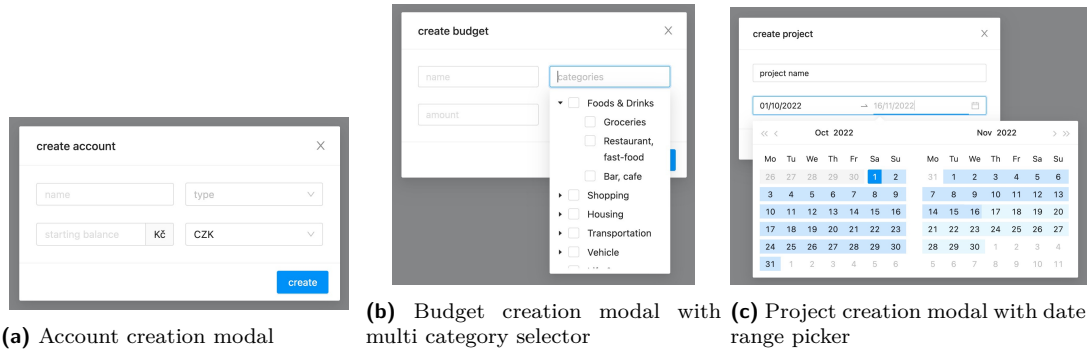 create account
name
type
starting balance Kč
CZK
create
(a) Account creation modal
create budget
name
categories
amount
Foods & Drinks
Groceries
Restaurant,
fast-food
Bar, cafe
Shopping
Housing
Transportation
Vehicle
(b) Budget creation modal with
multi category selector
create project
project name
01/10/2022 → 16/11/2022
Oct 2022 Nov 2022
Mo Tu We Th Fr Sa Su Mo Tu We Th Fr Sa Su
26 27 28 29 30 1 2 31 1 2 3 4 5 6
3 4 5 6 7 8 9 7 8 9 10 11 12 13
10 11 12 13 14 15 16 14 15 16 17 18 19 20
17 18 19 20 21 22 23 21 22 23 24 25 26 27
24 25 26 27 28 29 30 28 29 30 1 2 3 4
31 1 2 3 4 5 6 5 6 7 8 9 10 11
(c) Project creation modal with date
range picker